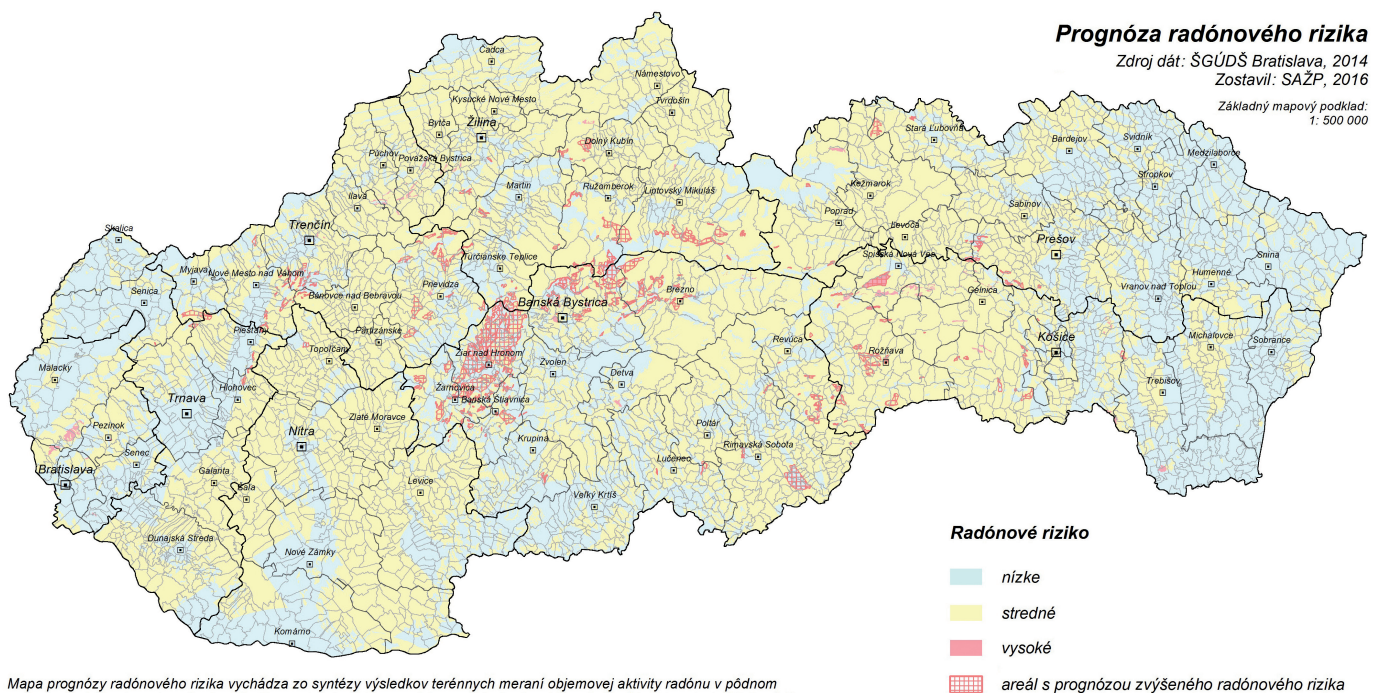 Prognóza radónového rizika
Zdroj dát: ŠGÚDŠ Bratislava, 2014
Zostavil: SAŽP, 2016
Základný mapový podklad:
1: 500 000
Čadca
Námestovo
Kysucké Nové Mesto
Tvrdošín
Bytča
Žilina
Stará Ľubovňa
Bardejov
Svidník
Medzilaborce
Dolný Kubín
Púchov
Považská Bystrica
Stropkov
Martin
Ružomberok
Liptovský Mikuláš
Kežmarok
Ilava
Sabinov
Poprad
Levoča
Skalica
Trenčín
Prešov
Turčianske Teplice
Spišská Nová Ves
Myjava
Nové Mesto nad Váhom
Humenné
Snina
Senica
Bánovce nad Bebravou
Prievidza
Banská Bystrica
Brezno
Gelnica
Vranov nad Topľou
Piešťany
Partizánske
Košice
Topoľčany
Žiar nad Hronom
Zvolen
Revúca
Rožňava
Michalovce
Sobrance
Malacky
Hlohovec
Detva
Trebišov
Trnava
Žarnovica
Banská Štiavnica
Zlaté Moravce
Pezinok
Nitra
Krupina
Poltár
Rimavská Sobota
Senec
Lučenec
Bratislava
Galanta
Šaľa
Levice
Veľký Krtíš
Dunajská Streda
Nové Zámky
Komárno
Radónové riziko
nízke
stredné
vysoké
areál s prognózou zvýšeného radónového rizika
Mapa prognózy radónového rizika vychádza zo syntézy výsledkov terénnych meraní objemovej aktivity radónu v pôdnom